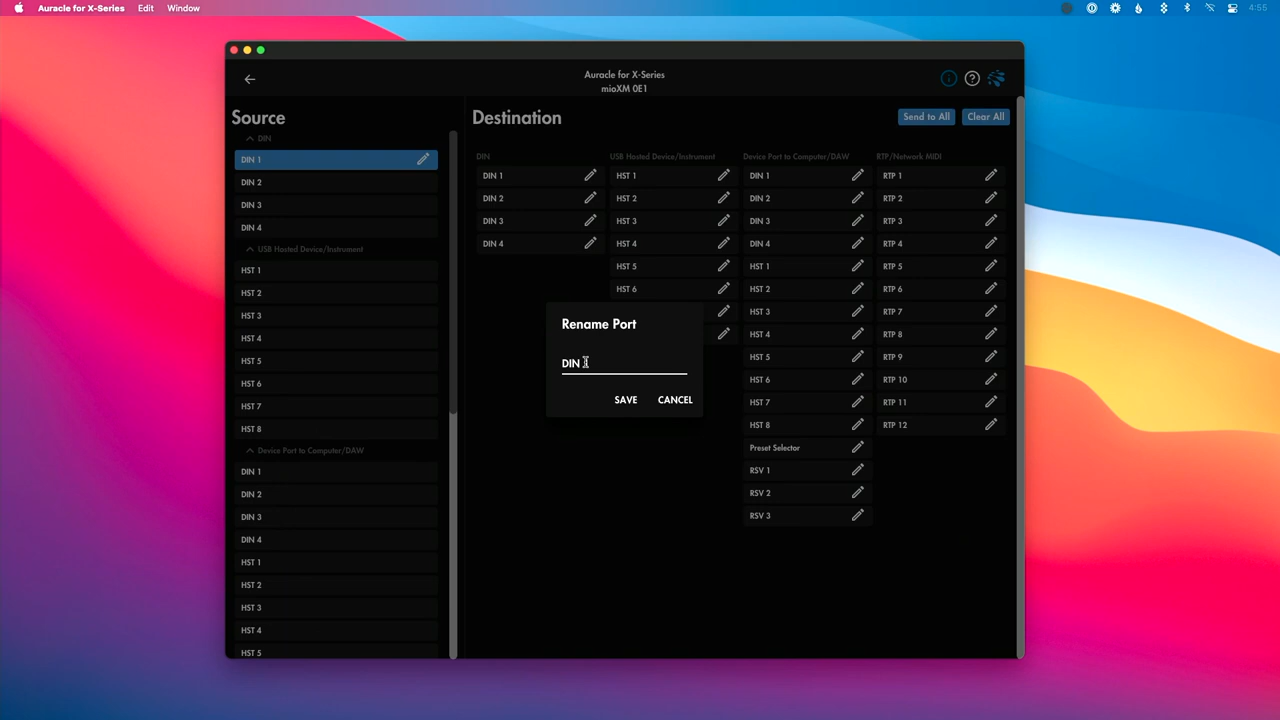 Auracle for X-Series Edit Window 4:55
Auracle for X-Series
mioXM 0E1
Source
DIN
DIN 1
DIN 2
DIN 3
DIN 4
USB Hosted Device/Instrument
HST 1
HST 2
HST 3
HST 4
HST 5
HST 6
HST 7
HST 8
Device Port to Computer/DAW
DIN 1
DIN 2
DIN 3
DIN 4
HST 1
HST 2
HST 3
HST 4
HST 5
Destination
Send to All
Clear All
DIN
DIN 1
DIN 2
DIN 3
DIN 4
USB Hosted Device/Instrument
HST 1
HST 2
HST 3
HST 4
HST 5
HST 6
Device Port to Computer/DAW
DIN 1
DIN 2
DIN 3
DIN 4
HST 1
HST 2
HST 3
HST 4
HST 5
HST 6
HST 7
HST 8
Preset Selector
RSV 1
RSV 2
RSV 3
RTP/Network MIDI
RTP 1
RTP 2
RTP 3
RTP 4
RTP 5
RTP 6
RTP 7
RTP 8
RTP 9
RTP 10
RTP 11
RTP 12
Rename Port
DIN
SAVE CANCEL